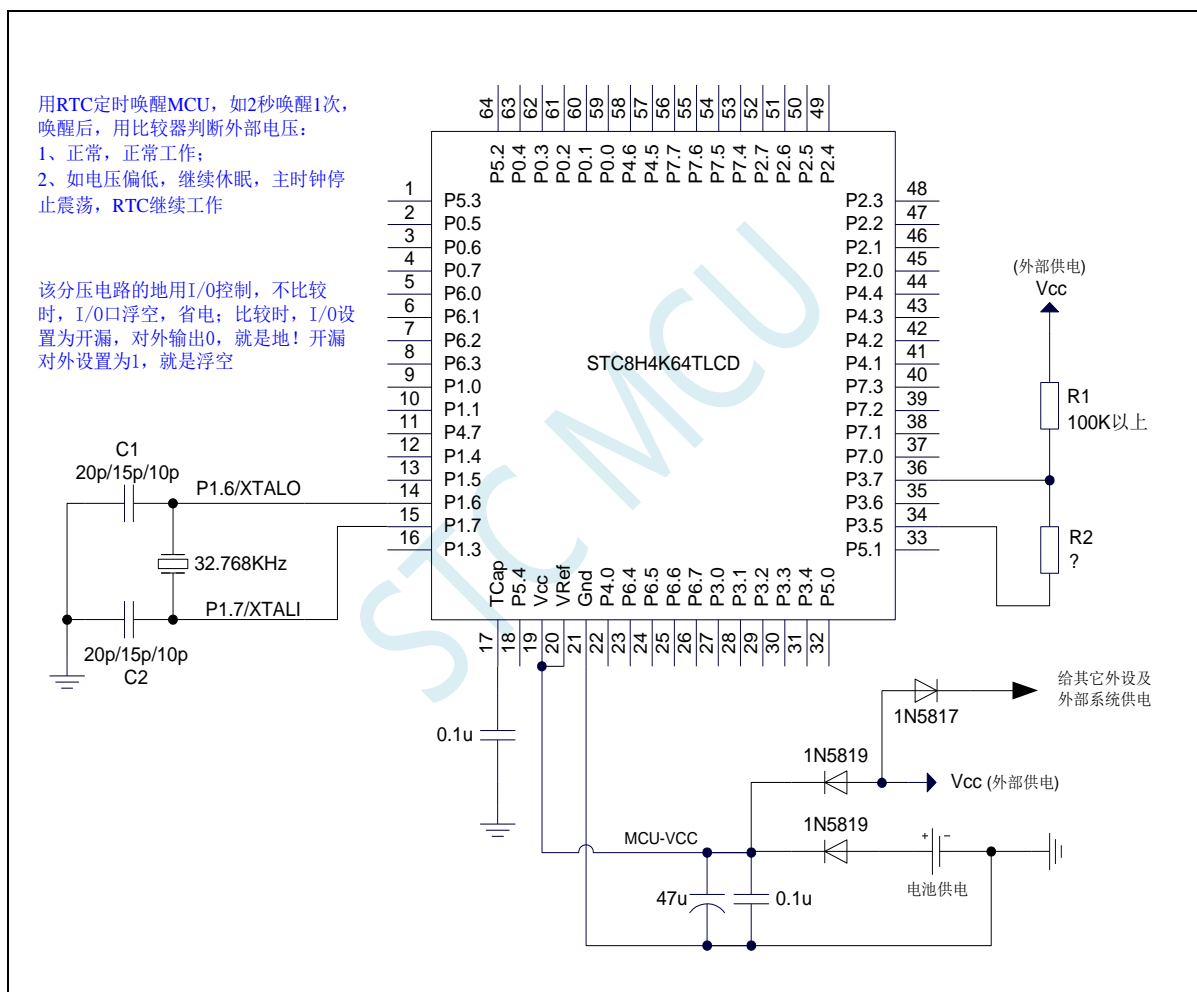 用RTC定时唤醒MCU，如2秒唤醒1次，
唤醒后，用比较器判断外部电压：
1、正常，正常工作；
2、如电压偏低，继续休眠，主时钟停
止震荡，RTC继续工作
该分压电路的地用I/O控制，不比较
时，I/O口浮空，省电；比较时，I/O设
置为开漏，对外输出0，就是地！开漏
对外设置为1，就是浮空
64 63 62 61 60 59 58 57 56 55 54 53 52 51 50 49
P5.2 P0.4 P0.3 P0.2 P0.1 P0.0 P4.6 P4.5 P7.7 P7.6 P7.5 P7.4 P2.7 P2.6 P2.5 P2.4
1 P5.3
2 P0.5
3 P0.6
4 P0.7
5 P6.0
6 P6.1
7 P6.2
8 P6.3
9 P1.0
10 P1.1
11 P4.7
12 P1.4
13 P1.5
14 P1.6
15 P1.7
16 P1.3
STC8H4K64TLCD
STC MCU
P2.3 48
P2.2 47
P2.1 46
P2.0 45
P4.4 44
P4.3 43
P4.2 42
P4.1 41
P7.3 40
P7.2 39
P7.1 38
P7.0 37
P3.7 36
P3.6 35
P3.5 34
P5.1 33
TCap P5.4 Vcc VRef Gnd P4.0 P6.4 P6.5 P6.6 P6.7 P3.0 P3.1 P3.2 P3.3 P3.4 P5.0
17 18 19 20 21 22 23 24 25 26 27 28 29 30 31 32
(外部供电)
Vcc
R1
100K以上
R2
?
C1
20p/15p/10p
P1.6/XTALO
32.768KHz
P1.7/XTALI
20p/15p/10p
C2
0.1u
给其它外设及
外部系统供电
1N5817
1N5819
Vcc (外部供电)
1N5819
MCU-VCC
+ −
电池供电
47u
0.1u